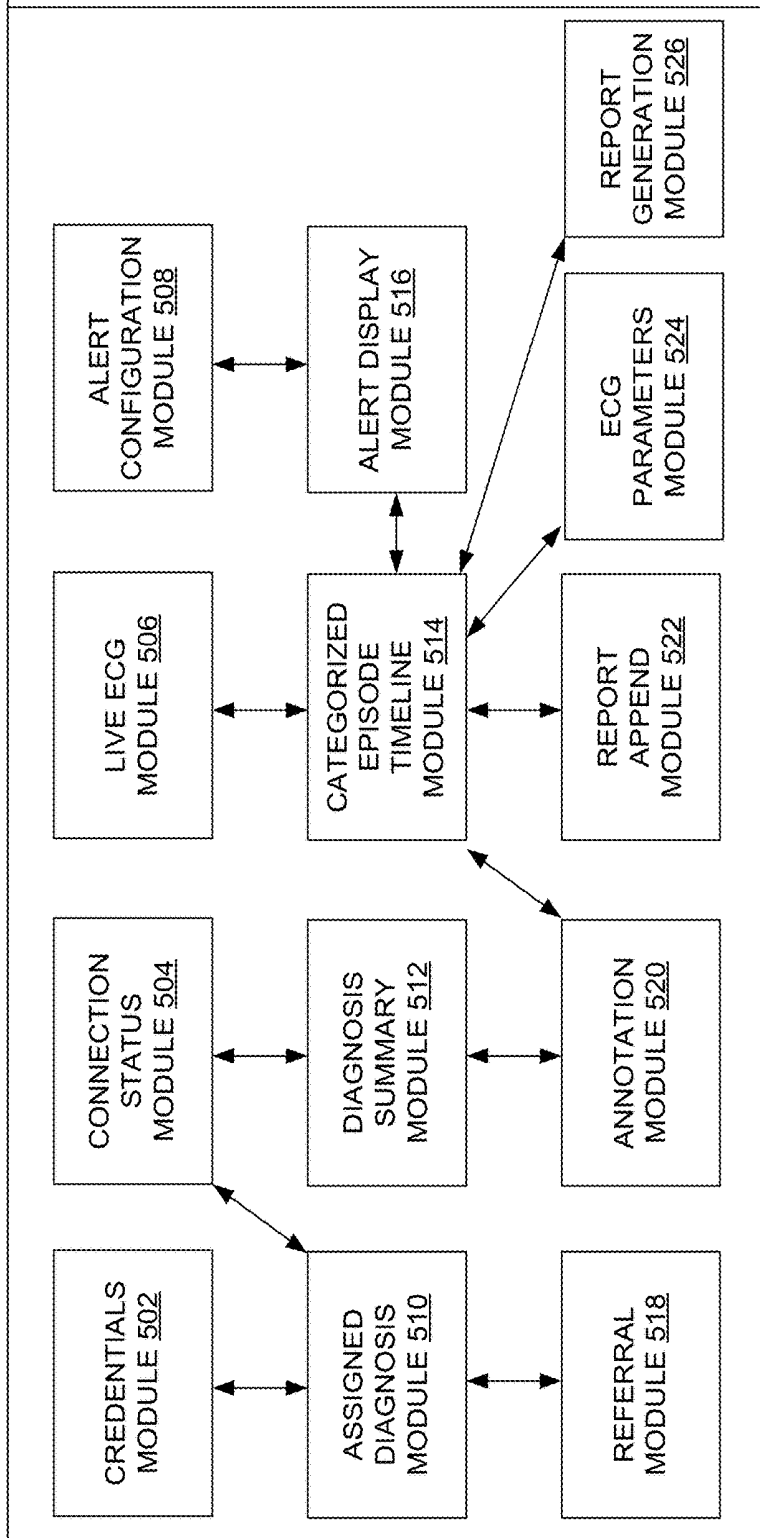 CREDENTIALS
MODULE 502
CONNECTION
STATUS
MODULE 504
LIVE ECG
MODULE 506
ALERT
CONFIGURATION
MODULE 508
ASSIGNED
DIAGNOSIS
MODULE 510
DIAGNOSIS
SUMMARY
MODULE 512
CATEGORIZED
EPISODE
TIMELINE
MODULE 514
ALERT DISPLAY
MODULE 516
REFERRAL
MODULE 518
ANNOTATION
MODULE 520
REPORT
APPEND
MODULE 522
ECG
PARAMETERS
MODULE 524
REPORT
GENERATION
MODULE 526